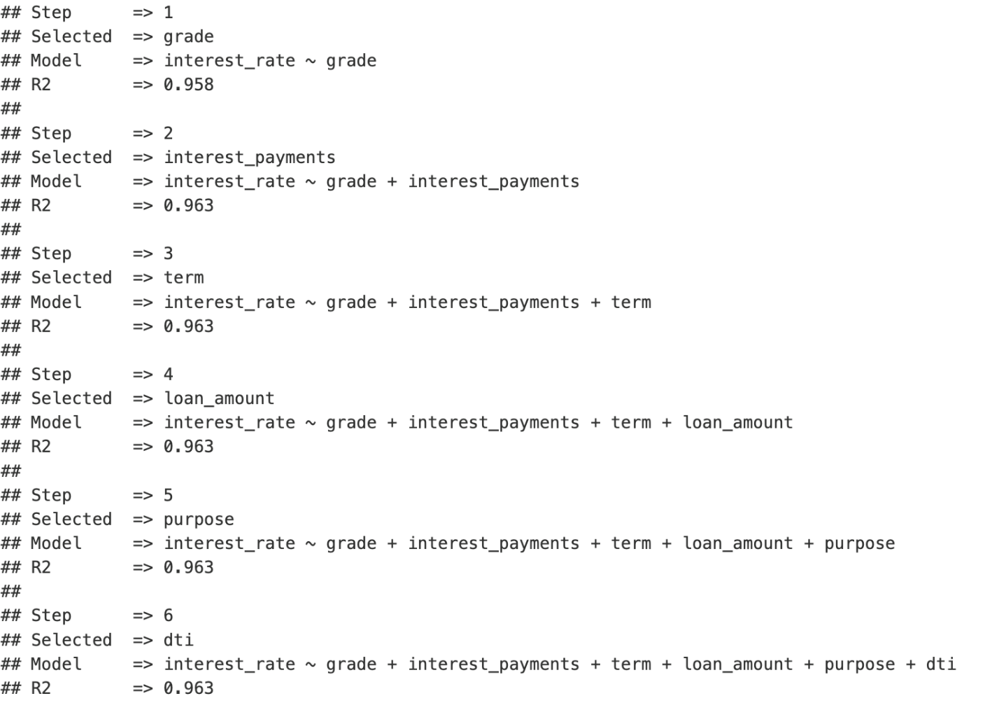 ## Step      => 1
## Selected  => grade
## Model     => interest_rate ~ grade
## R2        => 0.958
##
## Step      => 2
## Selected  => interest_payments
## Model     => interest_rate ~ grade + interest_payments
## R2        => 0.963
##
## Step      => 3
## Selected  => term
## Model     => interest_rate ~ grade + interest_payments + term
## R2        => 0.963
##
## Step      => 4
## Selected  => loan_amount
## Model     => interest_rate ~ grade + interest_payments + term + loan_amount
## R2        => 0.963
##
## Step      => 5
## Selected  => purpose
## Model     => interest_rate ~ grade + interest_payments + term + loan_amount + purpose
## R2        => 0.963
##
## Step      => 6
## Selected  => dti
## Model     => interest_rate ~ grade + interest_payments + term + loan_amount + purpose + dti
## R2        => 0.963